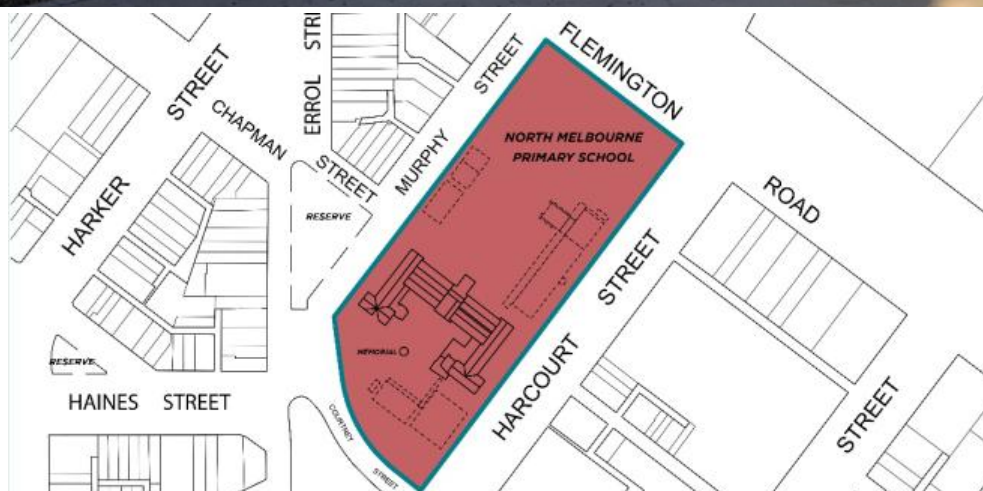 FLEMINGTON
ROAD
STREET
HARKER
CHAPMAN
STREET
ERROL STRE
MURPHY STREET
NORTH MELBOURNE
PRIMARY SCHOOL
RESERVE
MEMORIAL
HARCOURT STREET
STREET
RESERVE
HAINES STREET
COURTNEY
STREET